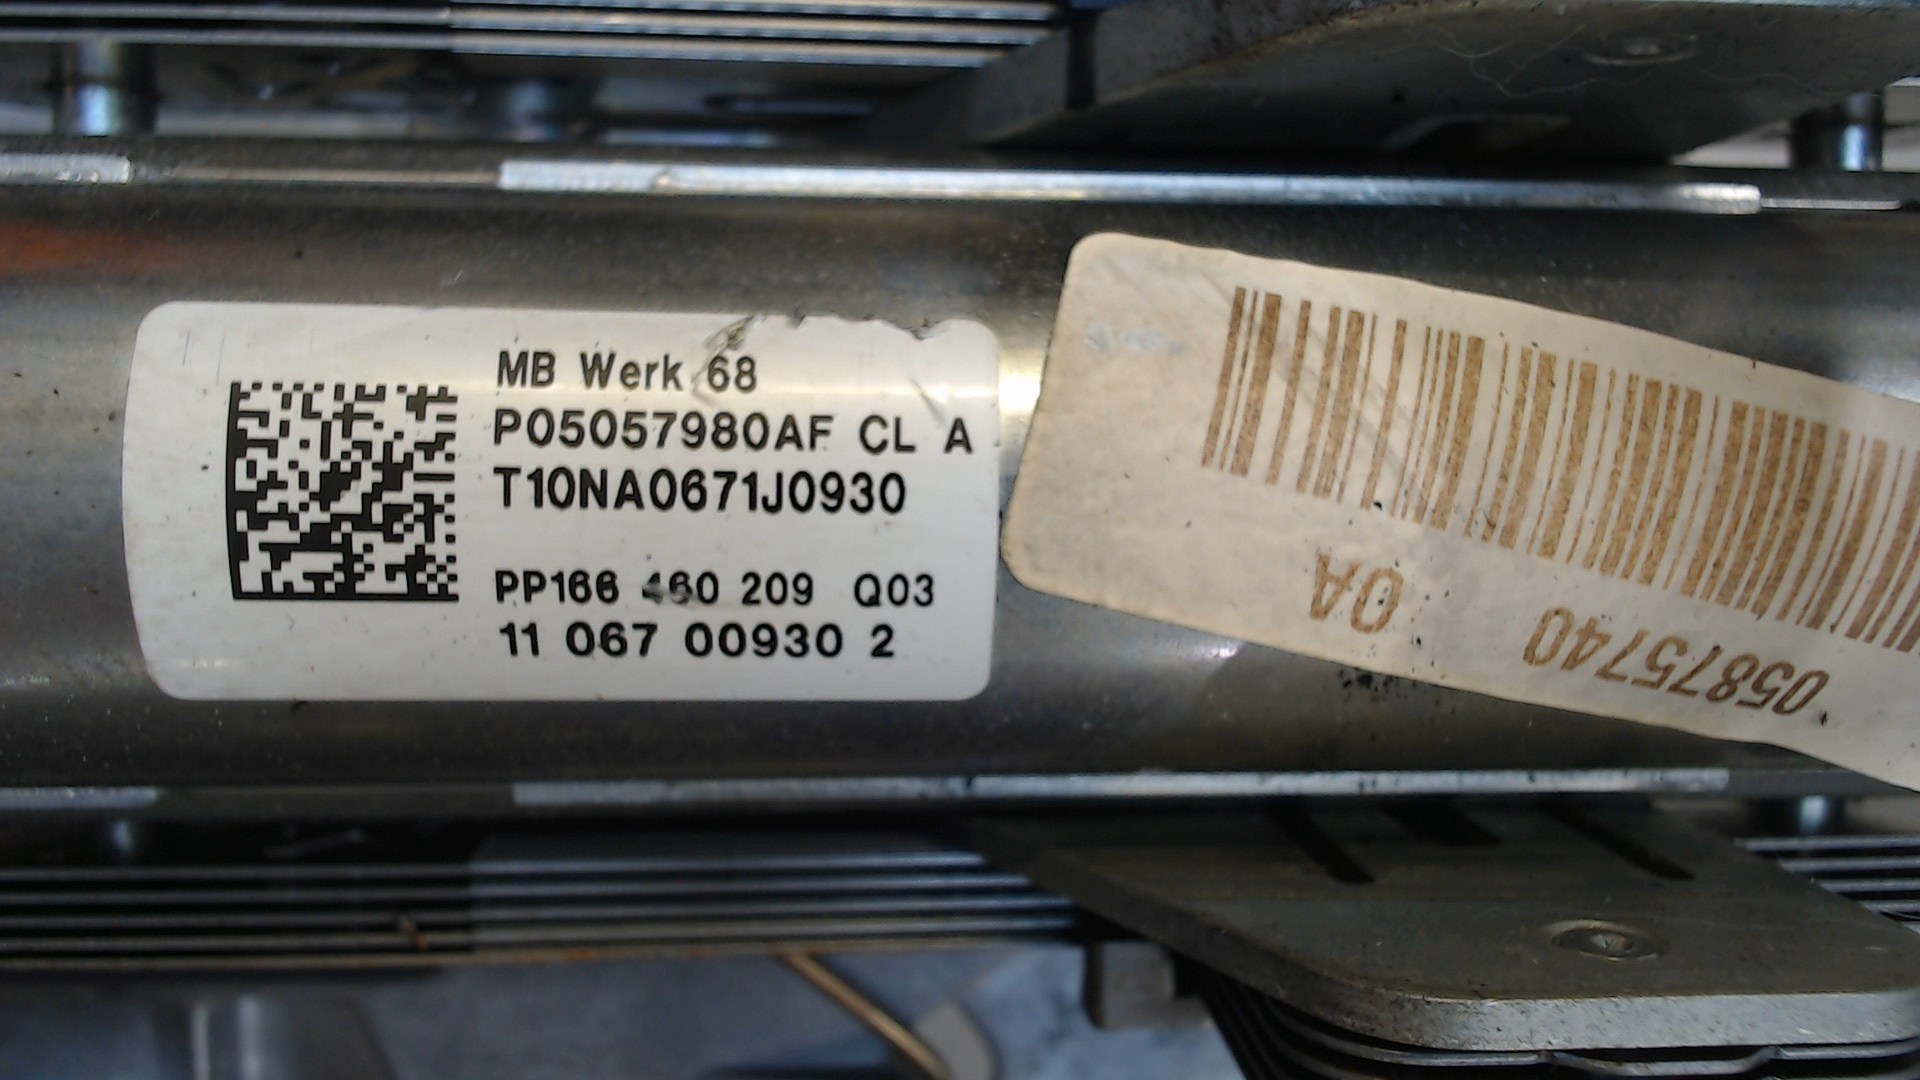 MB Werk 68
P05057980AF CL A
T10NA0671J0930
PP166 460 209 Q03
11 067 00930 2
05875740 0A